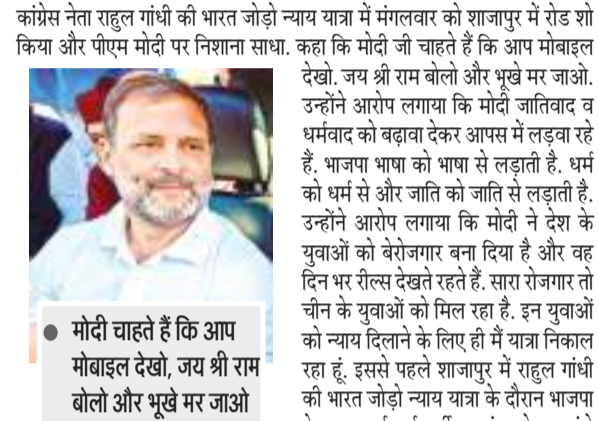 कांग्रेस नेता राहुल गांधी की भारत जोड़ो न्याय यात्रा में मंगलवार को शाजापुर में रोड शो
किया और पीएम मोदी पर निशाना साधा. कहा कि मोदी जी चाहते हैं कि आप मोबाइल
देखो. जय श्री राम बोलो और भूखे मर जाओ.
उन्होंने आरोप लगाया कि मोदी जातिवाद व
धर्मवाद को बढ़ावा देकर आपस में लड़वा रहे
हैं. भाजपा भाषा को भाषा से लड़ाती है. धर्म
को धर्म से और जाति को जाति से लड़ाती है.
उन्होंने आरोप लगाया कि मोदी ने देश के
युवाओं को बेरोजगार बना दिया है और वह
दिन भर रील्स देखते रहते हैं. सारा रोजगार तो
चीन के युवाओं को मिल रहा है. इन युवाओं
को न्याय दिलाने के लिए ही मैं यात्रा निकाल
रहा हूं. इससे पहले शाजापुर में राहुल गांधी
की भारत जोड़ो न्याय यात्रा के दौरान भाजपा
● मोदी चाहते हैं कि आप
मोबाइल देखो, जय श्री राम
बोलो और भूखे मर जाओ